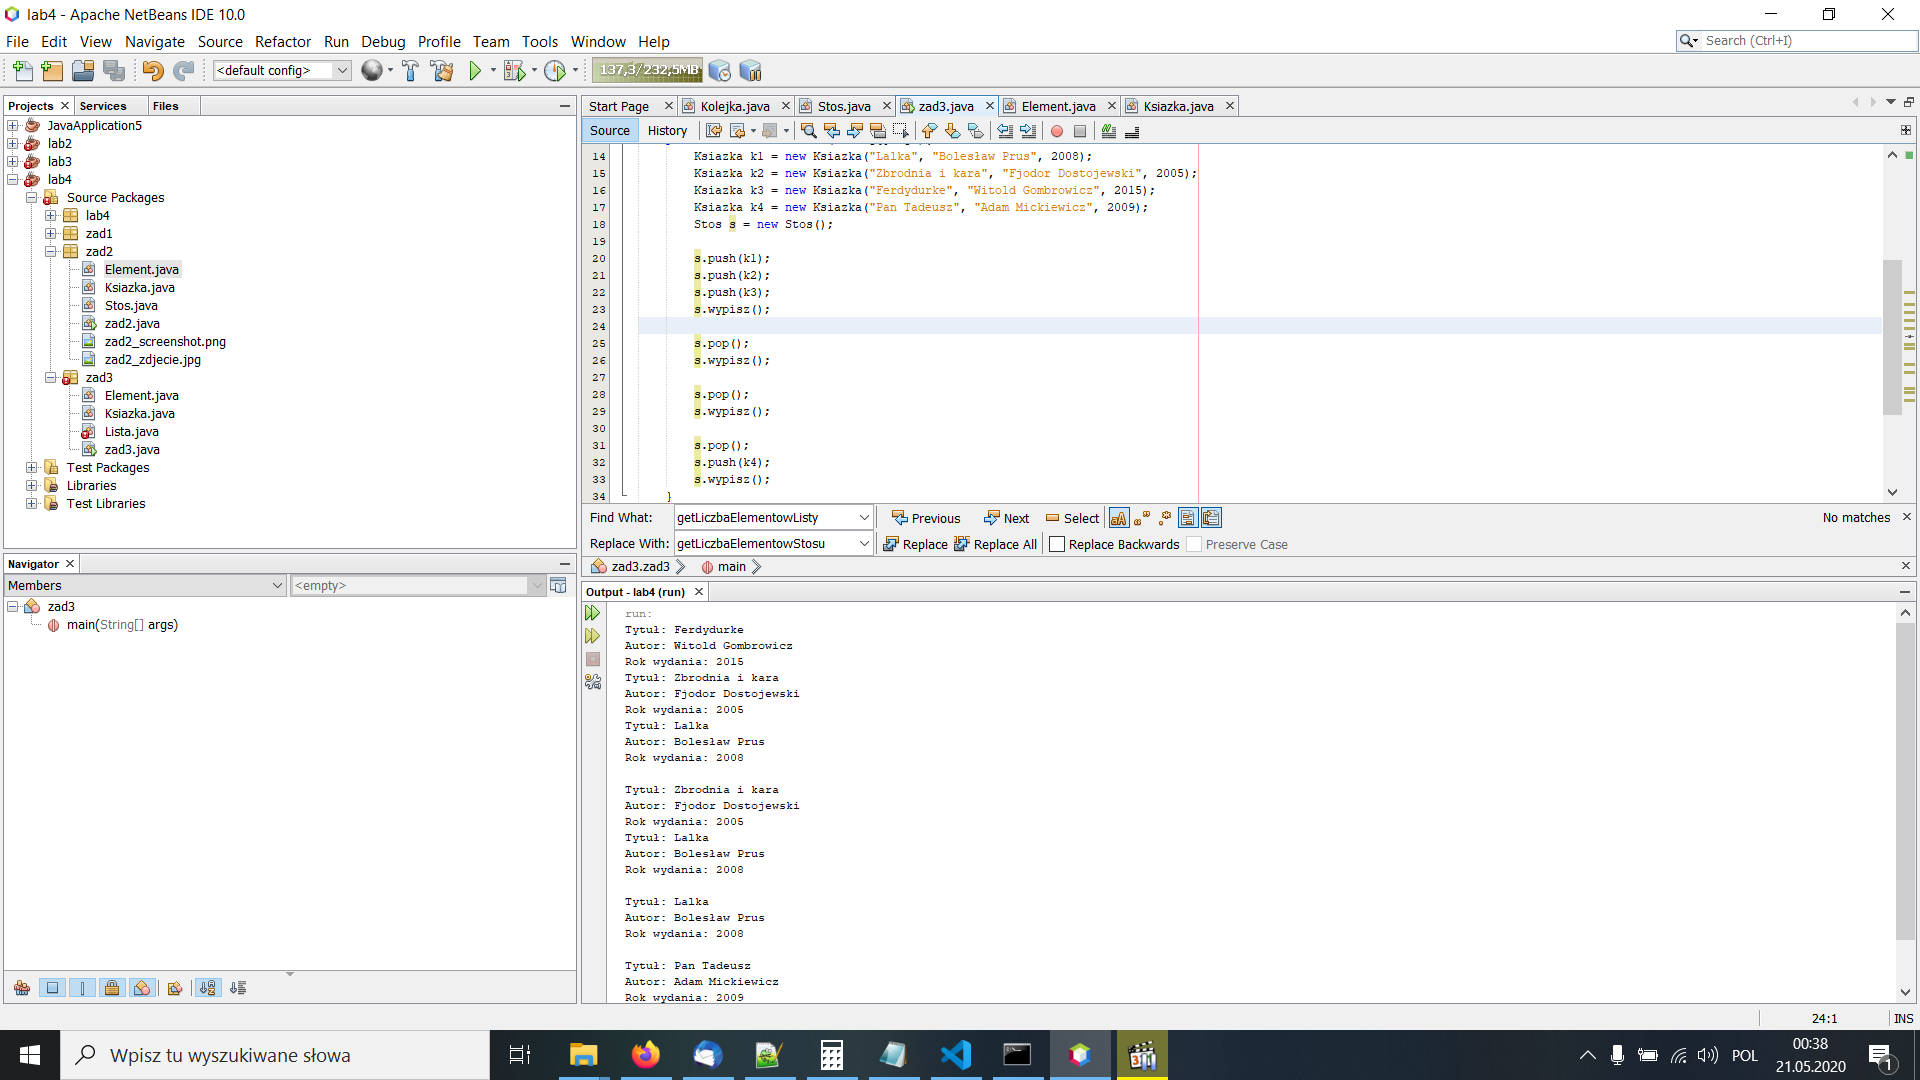 lab4 - Apache NetBeans IDE 10.0
File Edit View Navigate Source Refactor Run Debug Profile Team Tools Window Help
Search (Ctrl+I)
<default config>
137,3/232,5MB
Projects Services Files
JavaApplication5
lab2
lab3
lab4
Source Packages
lab4
zad1
zad2
Element.java
Ksiazka.java
Stos.java
zad2.java
zad2_screenshot.png
zad2_zdjecie.jpg
zad3
Element.java
Ksiazka.java
Lista.java
zad3.java
Test Packages
Libraries
Test Libraries
Navigator
Members
<empty>
zad3
main(String[] args)
Start Page Kolejka.java Stos.java zad3.java Element.java Ksiazka.java
Source History
14 Ksiazka k1 = new Ksiazka("Lalka", "Bolesław Prus", 2008);
15 Ksiazka k2 = new Ksiazka("Zbrodnia i kara", "Fjodor Dostojewski", 2005);
16 Ksiazka k3 = new Ksiazka("Ferdydurke", "Witold Gombrowicz", 2015);
17 Ksiazka k4 = new Ksiazka("Pan Tadeusz", "Adam Mickiewicz", 2009);
18 Stos s = new Stos();
19
20 s.push(k1);
21 s.push(k2);
22 s.push(k3);
23 s.wypisz();
24
25 s.pop();
26 s.wypisz();
27
28 s.pop();
29 s.wypisz();
30
31 s.pop();
32 s.push(k4);
33 s.wypisz();
34 }
Find What: getLiczbaElementowListy Previous Next Select No matches
Replace With: getLiczbaElementowStosu Replace Replace All Replace Backwards Preserve Case
zad3.zad3 main
Output - lab4 (run)
run:
Tytuł: Ferdydurke
Autor: Witold Gombrowicz
Rok wydania: 2015
Tytuł: Zbrodnia i kara
Autor: Fjodor Dostojewski
Rok wydania: 2005
Tytuł: Lalka
Autor: Bolesław Prus
Rok wydania: 2008
Tytuł: Zbrodnia i kara
Autor: Fjodor Dostojewski
Rok wydania: 2005
Tytuł: Lalka
Autor: Bolesław Prus
Rok wydania: 2008
Tytuł: Lalka
Autor: Bolesław Prus
Rok wydania: 2008
Tytuł: Pan Tadeusz
Autor: Adam Mickiewicz
Rok wydania: 2009
24:1 INS
Wpisz tu wyszukiwane słowa
POL
00:38
21.05.2020
1